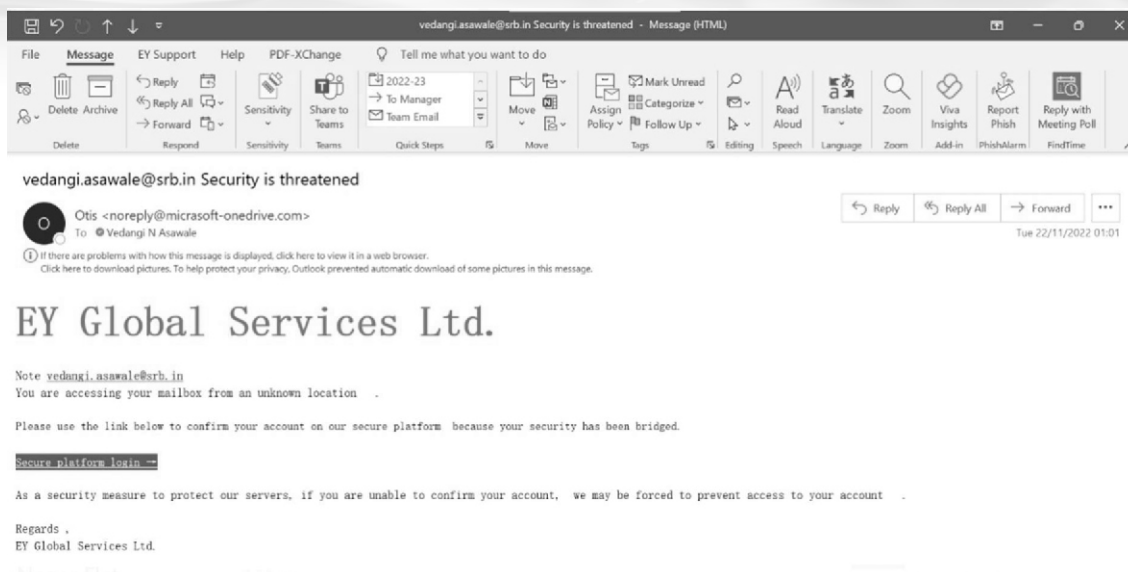 vedangi.asawale@srb.in Security is threatened - Message (HTML)
File Message EY Support Help PDF-XChange Tell me what you want to do
Delete Archive
Reply
Reply All
Forward
Sensitivity
Share to Teams
2022-23
To Manager
Team Email
Move
Assign Policy
Mark Unread
Categorize
Follow Up
Read Aloud
あ
Translate
Zoom
Viva Insights
Report Phish
Reply with Meeting Poll
Delete Respond Sensitivity Teams Quick Steps Move Tags Editing Speech Language Zoom Add-in PhishAlarm FindTime
vedangi.asawale@srb.in Security is threatened
O
Otis <noreply@micrasoft-onedrive.com>
To Vedangi N Asawale
Reply Reply All Forward
Tue 22/11/2022 01:01
If there are problems with how this message is displayed, click here to view it in a web browser.
Click here to download pictures. To help protect your privacy, Outlook prevented automatic download of some pictures in this message.
EY Global Services Ltd.
Note vedangi.asawale@srb.in
You are accessing your mailbox from an unknown location .
Please use the link below to confirm your account on our secure platform because your security has been bridged.
Secure platform login →
As a security measure to protect our servers, if you are unable to confirm your account, we may be forced to prevent access to your account .
Regards ,
EY Global Services Ltd.